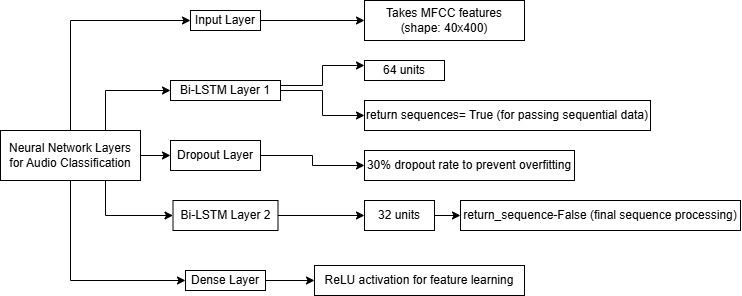 Neural Network Layers
for Audio Classification
Input Layer
Takes MFCC features
(shape: 40x400)
Bi-LSTM Layer 1
64 units
return sequences= True (for passing sequential data)
Dropout Layer
30% dropout rate to prevent overfitting
Bi-LSTM Layer 2
32 units
return_sequence-False (final sequence processing)
Dense Layer
ReLU activation for feature learning